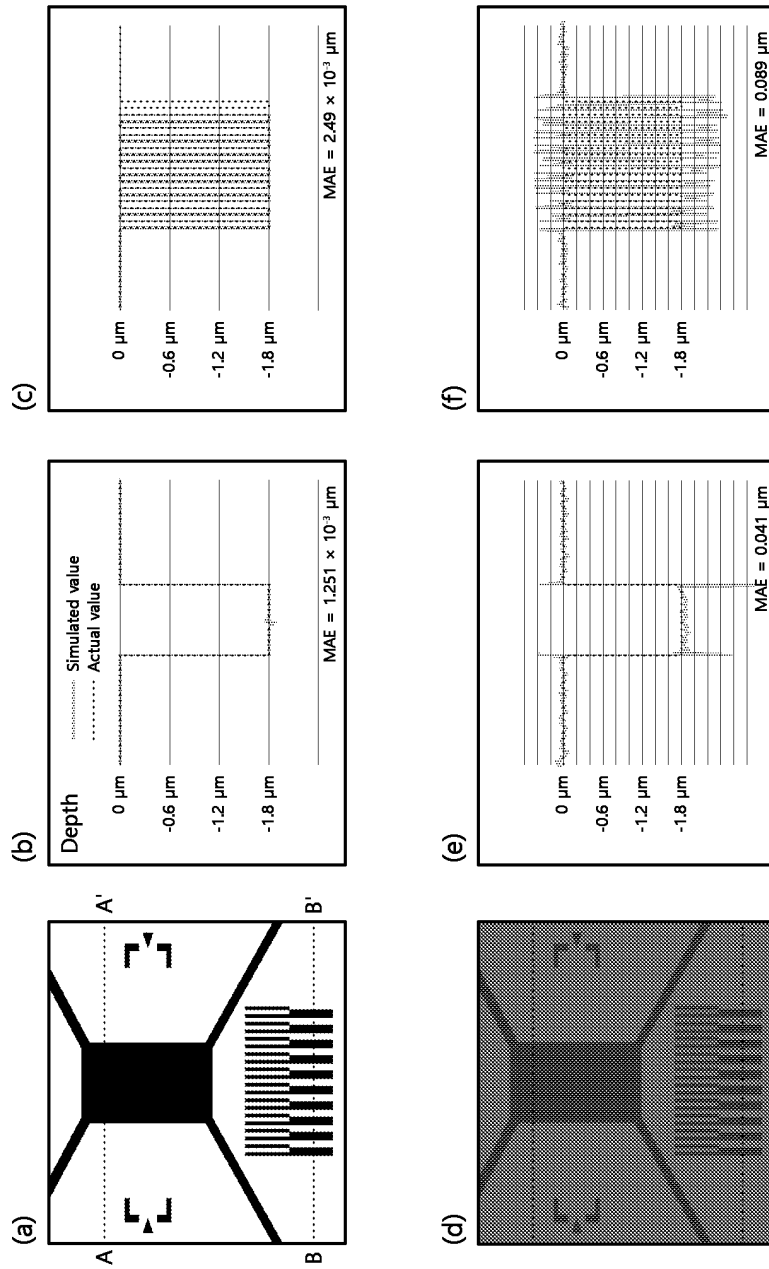 (a)
A
A'
B
B'
(b)
Depth
Simulated value
Actual value
0 µm
-0.6 µm
-1.2 µm
-1.8 µm
MAE = 1.251 × 10⁻³ µm
(c)
0 µm
-0.6 µm
-1.2 µm
-1.8 µm
MAE = 2.49 × 10⁻³ µm
(d)
(e)
0 µm
-0.6 µm
-1.2 µm
-1.8 µm
MAE = 0.041 µm
(f)
0 µm
-0.6 µm
-1.2 µm
-1.8 µm
MAE = 0.089 µm